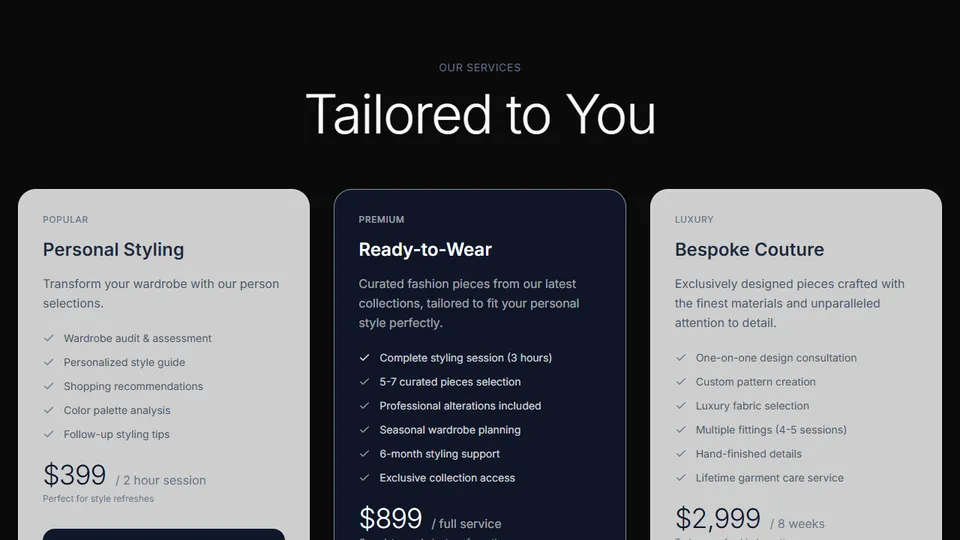 OUR SERVICES
Tailored to You
POPULAR
Personal Styling
Transform your wardrobe with our person
selections.
Wardrobe audit & assessment
Personalized style guide
Shopping recommendations
Color palette analysis
Follow-up styling tips
$399 / 2 hour session
Perfect for style refreshes
PREMIUM
Ready-to-Wear
Curated fashion pieces from our latest
collections, tailored to fit your personal
style perfectly.
Complete styling session (3 hours)
5-7 curated pieces selection
Professional alterations included
Seasonal wardrobe planning
6-month styling support
Exclusive collection access
$899 / full service
LUXURY
Bespoke Couture
Exclusively designed pieces crafted with
the finest materials and unparalleled
attention to detail.
One-on-one design consultation
Custom pattern creation
Luxury fabric selection
Multiple fittings (4-5 sessions)
Hand-finished details
Lifetime garment care service
$2,999 / 8 weeks